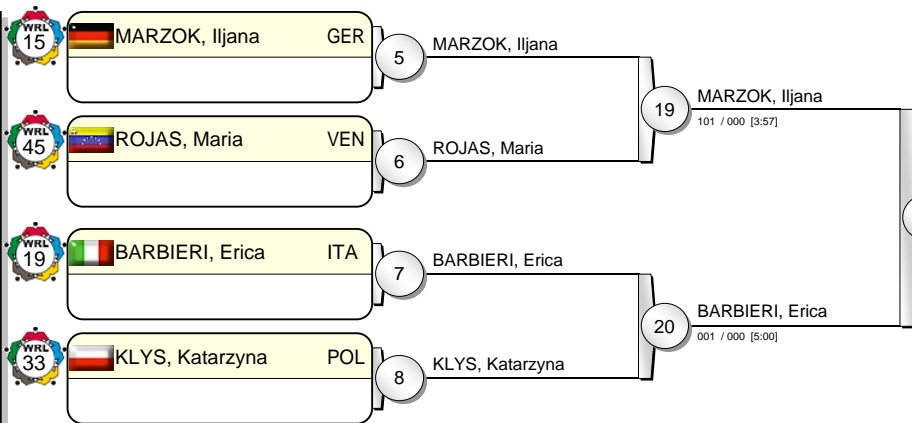 WRL 15 MARZOK, Iljana GER
5 MARZOK, Iljana
19 MARZOK, Iljana
101 / 000 [3:57]
WRL 45 ROJAS, Maria VEN
6 ROJAS, Maria
WRL 19 BARBIERI, Erica ITA
7 BARBIERI, Erica
20 BARBIERI, Erica
001 / 000 [5:00]
WRL 33 KLYS, Katarzyna POL
8 KLYS, Katarzyna